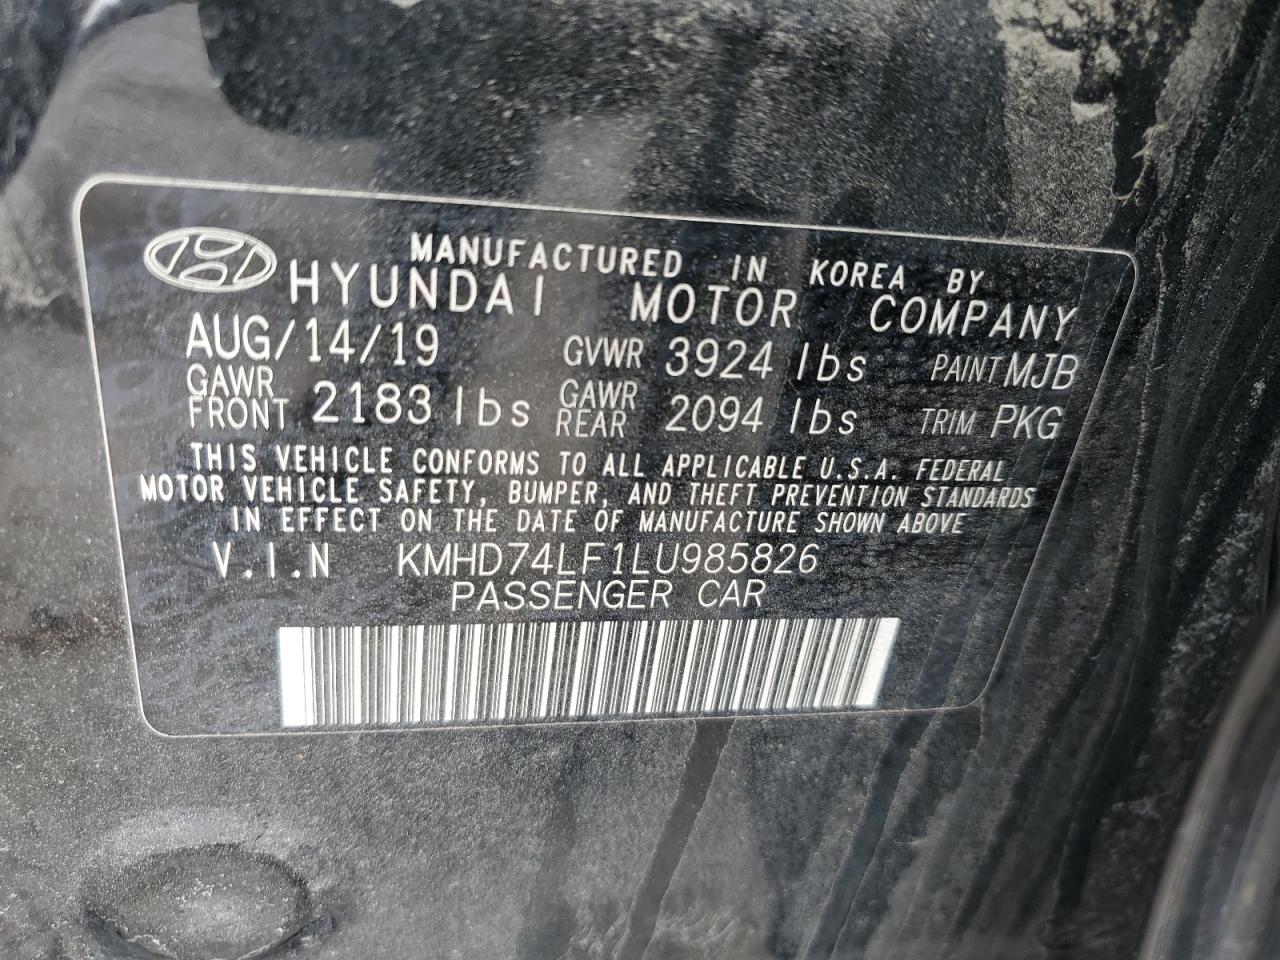 MANUFACTURED IN KOREA BY
HYUNDAI MOTOR COMPANY
AUG/14/19 GVWR 3924 lbs PAINT MJB
GAWR FRONT 2183 lbs GAWR REAR 2094 lbs TRIM PKG
THIS VEHICLE CONFORMS TO ALL APPLICABLE U.S.A. FEDERAL
MOTOR VEHICLE SAFETY, BUMPER, AND THEFT PREVENTION STANDARDS
IN EFFECT ON THE DATE OF MANUFACTURE SHOWN ABOVE
V.I.N KMHD74LF1LU985826
PASSENGER CAR